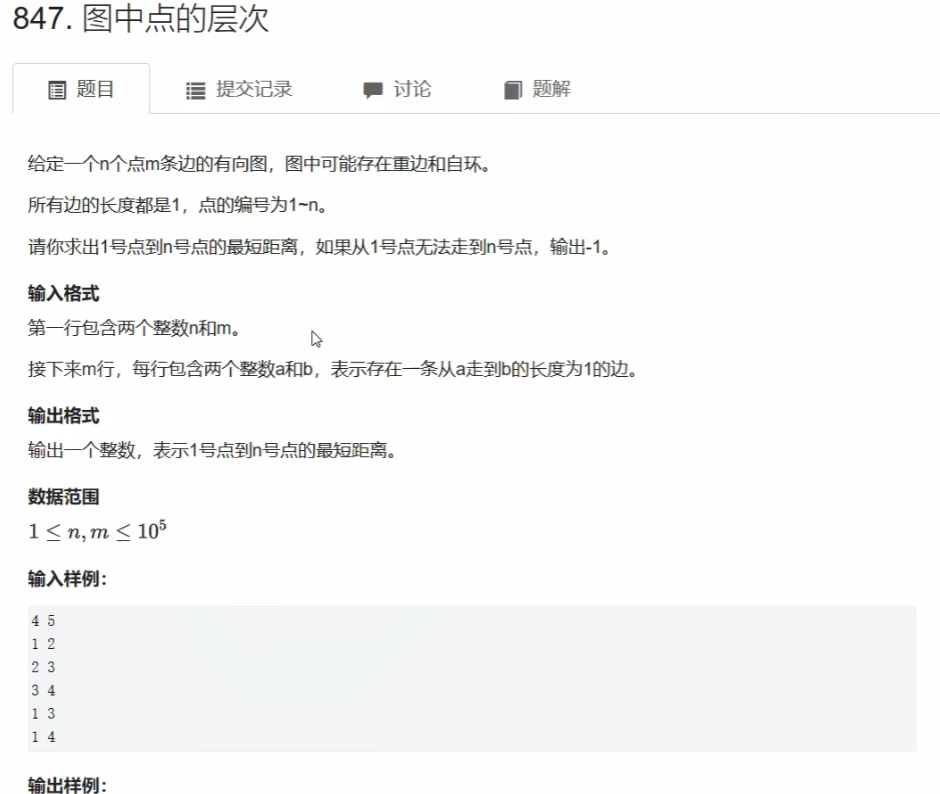 847. 图中点的层次
题目 提交记录 讨论 题解
给定一个n个点m条边的有向图，图中可能存在重边和自环。
所有边的长度都是1，点的编号为1~n。
请你求出1号点到n号点的最短距离，如果从1号点无法走到n号点，输出-1。
输入格式
第一行包含两个整数n和m。
接下来m行，每行包含两个整数a和b，表示存在一条从a走到b的长度为1的边。
输出格式
输出一个整数，表示1号点到n号点的最短距离。
数据范围
1 ≤ n, m ≤ 10⁵
输入样例：
4 5
1 2
2 3
3 4
1 3
1 4
输出样例：